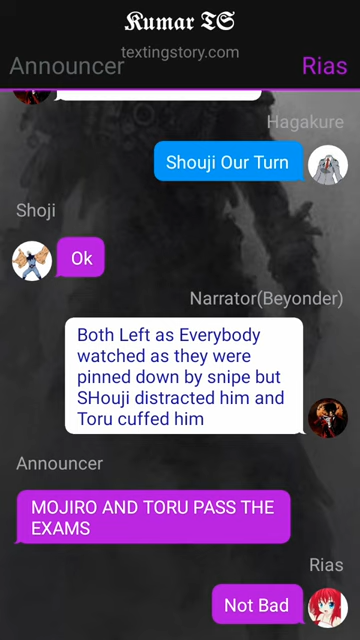 Kumar TS
textingstory.com
Announcer
Rias
Hagakure
Shouji Our Turn
Shoji
Ok
Narrator(Beyonder)
Both Left as Everybody
watched as they were
pinned down by snipe but
SHouji distracted him and
Toru cuffed him
Announcer
MOJIRO AND TORU PASS THE
EXAMS
Rias
Not Bad